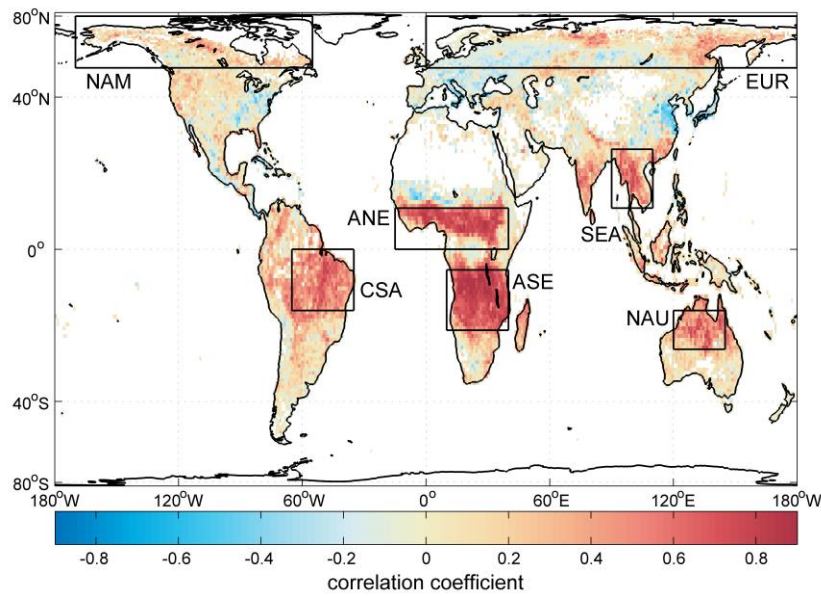 80°N
NAM
EUR
40°N
ANE
SEA
0°
CSA
ASE
NAU
40°S
80°S
180°W 120°W 60°W 0° 60°E 120°E 180°W
-0.8 -0.6 -0.4 -0.2 0 0.2 0.4 0.6 0.8
correlation coefficient